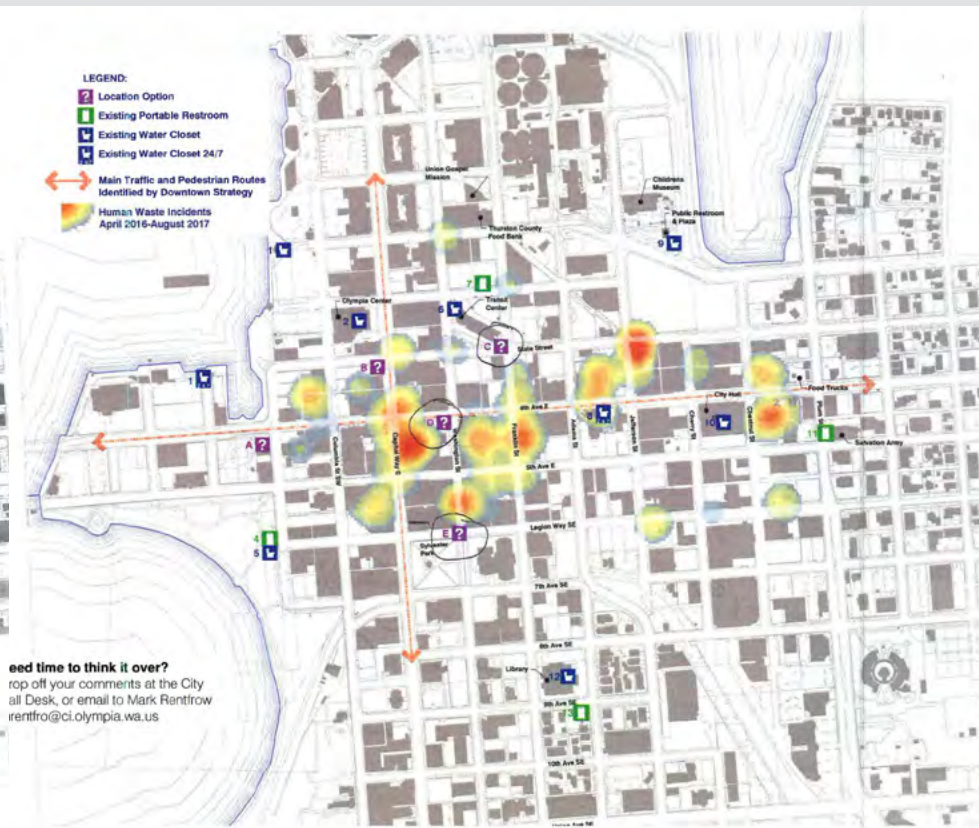 LEGEND:
? Location Option
Existing Portable Restroom
Existing Water Closet
Existing Water Closet 24/7
Main Traffic and Pedestrian Routes
Identified by Downtown Strategy
Human Waste Incidents
April 2016-August 2017
Union Gospel
Mission
Childrens
Museum
Thurston County
Food Bank
Public Restroom
& Plaza
9
7
Olympia Center
2
6
Transit
Center
C ?
State Street
B ?
1
Food Trucks
4th Ave E
D ?
8
City Hall
10
A ?
Columbia St SW
Capitol Way S
Washington St
Franklin St
Adams St
Jefferson St
Cherry St
Chestnut St
Plum St
11
Salvation Army
5th Ave E
Legion Way SE
E ?
Sylvester
Park
4
5
7th Ave SE
8th Ave SE
Library
12
9th Ave SE
13
10th Ave SE
Union Ave SE
eed time to think it over?
rop off your comments at the City
all Desk, or email to Mark Rentfrow
rentfro@ci.olympia.wa.us